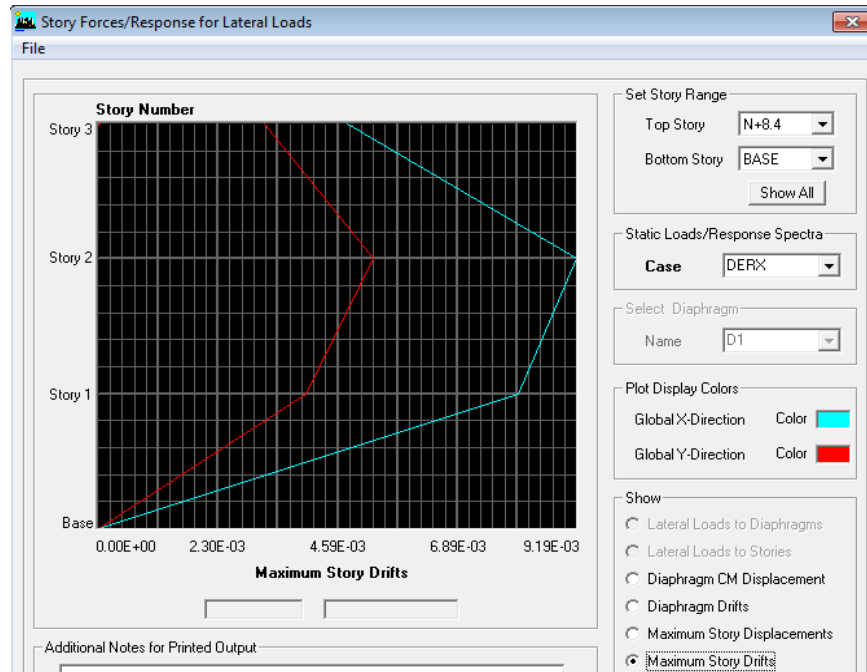 Story Forces/Response for Lateral Loads
File
Story Number
Story 3
Story 2
Story 1
Base
0.00E+00 2.30E-03 4.59E-03 6.89E-03 9.19E-03
Maximum Story Drifts
Additional Notes for Printed Output
Set Story Range
Top Story N+8.4
Bottom Story BASE
Show All
Static Loads/Response Spectra
Case DERX
Select Diaphragm
Name D1
Plot Display Colors
Global X-Direction Color
Global Y-Direction Color
Show
Lateral Loads to Diaphragms
Lateral Loads to Stories
Diaphragm CM Displacement
Diaphragm Drifts
Maximum Story Displacements
Maximum Story Drifts